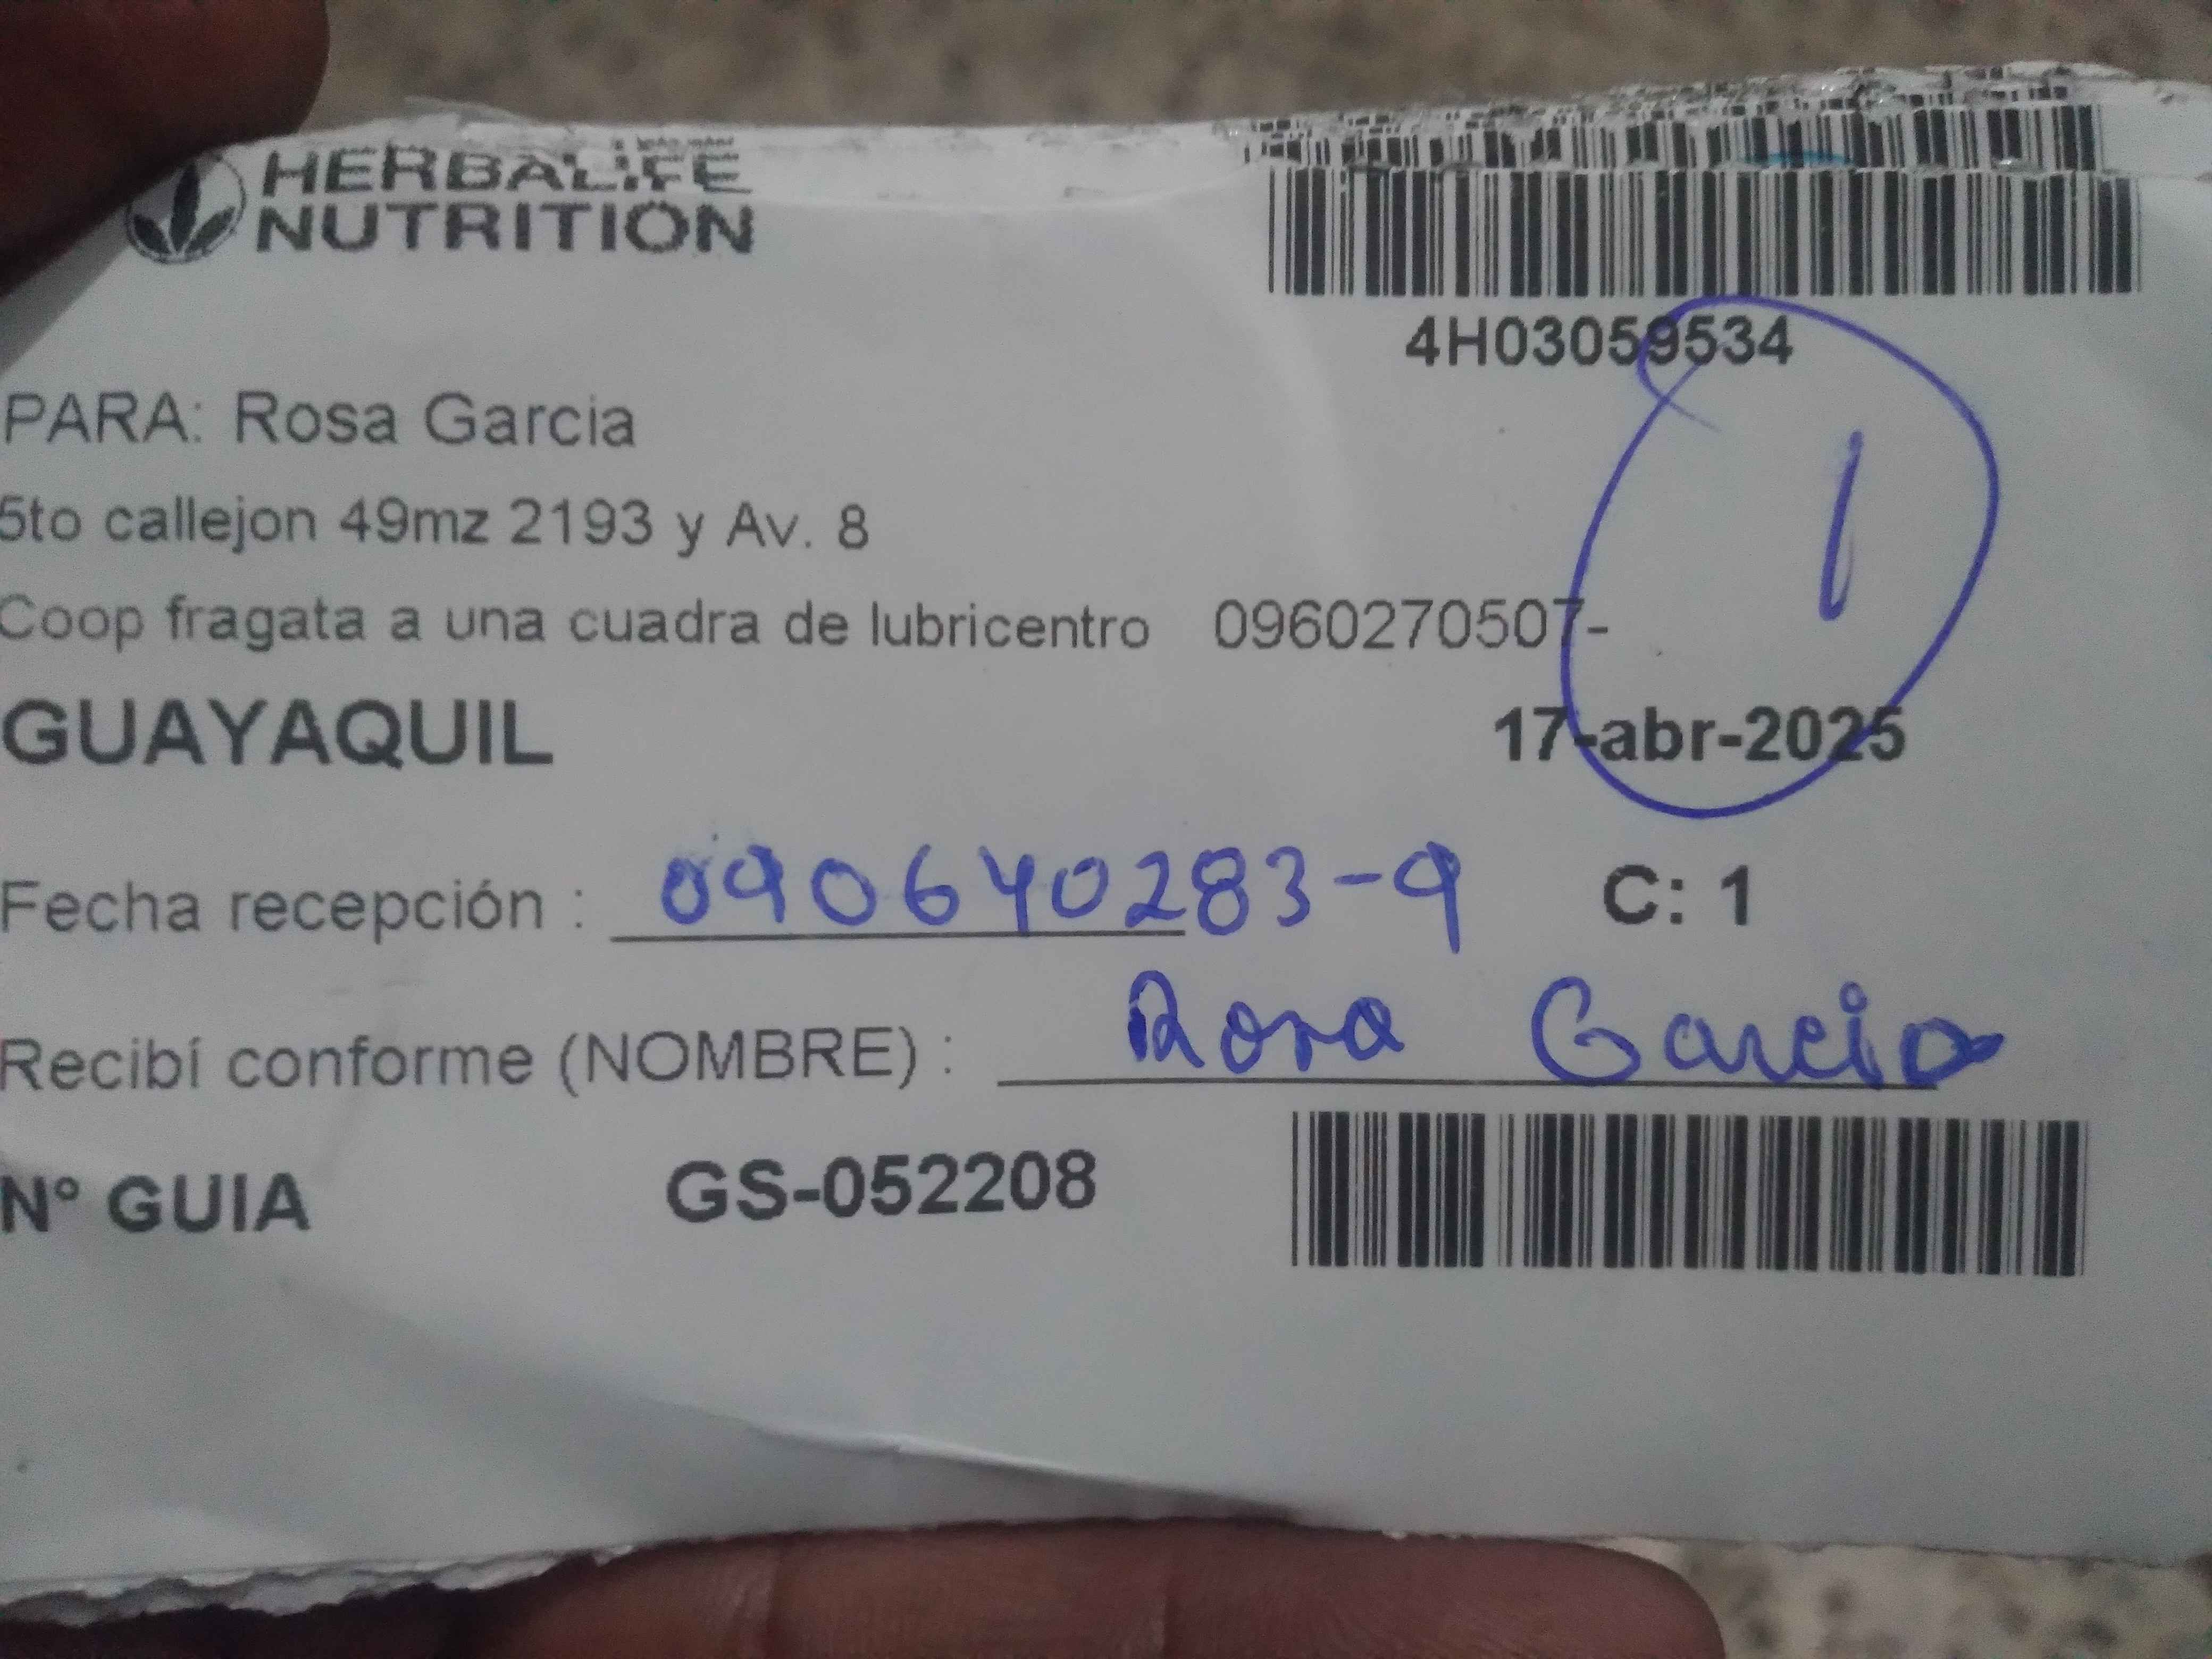 HERBALIFE
NUTRITION
4H03059534
PARA: Rosa Garcia
1
5to callejon 49mz 2193 y Av. 8
Coop fragata a una cuadra de lubricentro 0960270507-
GUAYAQUIL 17-abr-2025
Fecha recepción : 090640283-9 C: 1
Recibí conforme (NOMBRE) : Rosa Garcia
N° GUIA GS-052208